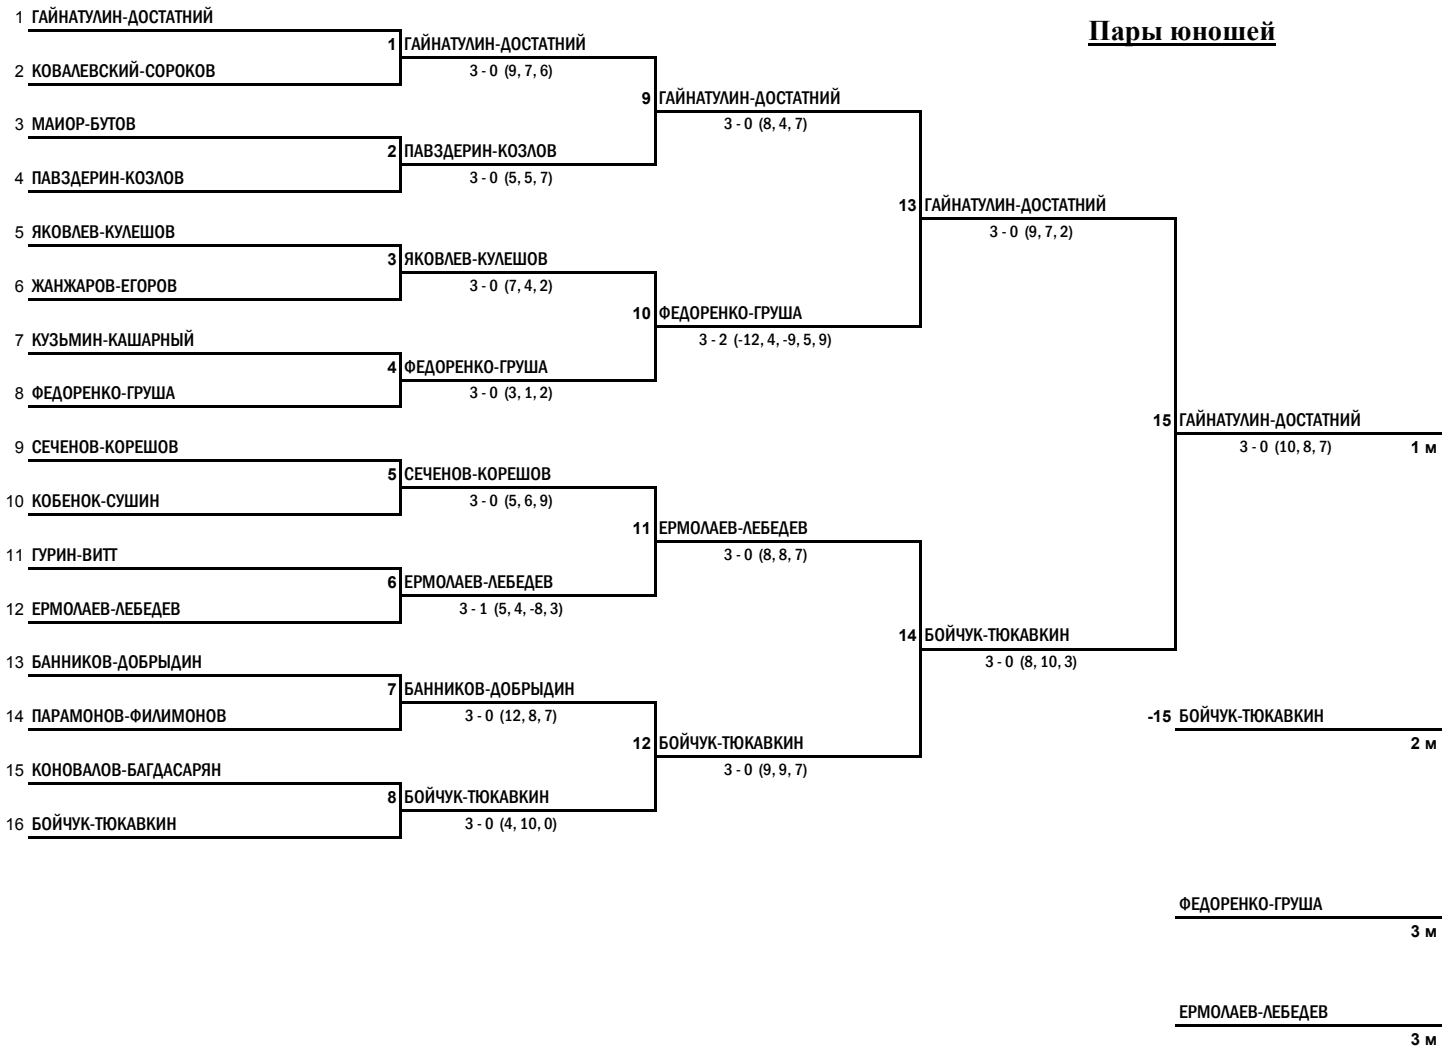 Пары юношей
1 ГАЙНАТУЛИН-ДОСТАТНИЙ
1 ГАЙНАТУЛИН-ДОСТАТНИЙ
2 КОВАЛЕВСКИЙ-СОРОКОВ
3 - 0 (9, 7, 6)
9 ГАЙНАТУЛИН-ДОСТАТНИЙ
3 МАИОР-БУТОВ
3 - 0 (8, 4, 7)
2 ПАВЗДЕРИН-КОЗЛОВ
4 ПАВЗДЕРИН-КОЗЛОВ
3 - 0 (5, 5, 7)
13 ГАЙНАТУЛИН-ДОСТАТНИЙ
5 ЯКОВЛЕВ-КУЛЕШОВ
3 - 0 (9, 7, 2)
3 ЯКОВЛЕВ-КУЛЕШОВ
6 ЖАНЖАРОВ-ЕГОРОВ
3 - 0 (7, 4, 2)
10 ФЕДОРЕНКО-ГРУША
7 КУЗЬМИН-КАШАРНЫЙ
3 - 2 (-12, 4, -9, 5, 9)
4 ФЕДОРЕНКО-ГРУША
8 ФЕДОРЕНКО-ГРУША
3 - 0 (3, 1, 2)
15 ГАЙНАТУЛИН-ДОСТАТНИЙ
9 СЕЧЕНОВ-КОРЕШОВ
3 - 0 (10, 8, 7) 1 м
5 СЕЧЕНОВ-КОРЕШОВ
10 КОБЕНОК-СУШИН
3 - 0 (5, 6, 9)
11 ЕРМОЛАЕВ-ЛЕБЕДЕВ
11 ГУРИН-ВИТТ
3 - 0 (8, 8, 7)
6 ЕРМОЛАЕВ-ЛЕБЕДЕВ
12 ЕРМОЛАЕВ-ЛЕБЕДЕВ
3 - 1 (5, 4, -8, 3)
14 БОЙЧУК-ТЮКАВКИН
13 БАННИКОВ-ДОБРЫДИН
3 - 0 (8, 10, 3)
7 БАННИКОВ-ДОБРЫДИН
14 ПАРАМОНОВ-ФИЛИМОНОВ
3 - 0 (12, 8, 7)
-15 БОЙЧУК-ТЮКАВКИН
12 БОЙЧУК-ТЮКАВКИН
2 м
15 КОНОВАЛОВ-БАГДАСАРЯН
3 - 0 (9, 9, 7)
8 БОЙЧУК-ТЮКАВКИН
16 БОЙЧУК-ТЮКАВКИН
3 - 0 (4, 10, 0)
ФЕДОРЕНКО-ГРУША
3 м
ЕРМОЛАЕВ-ЛЕБЕДЕВ
3 м